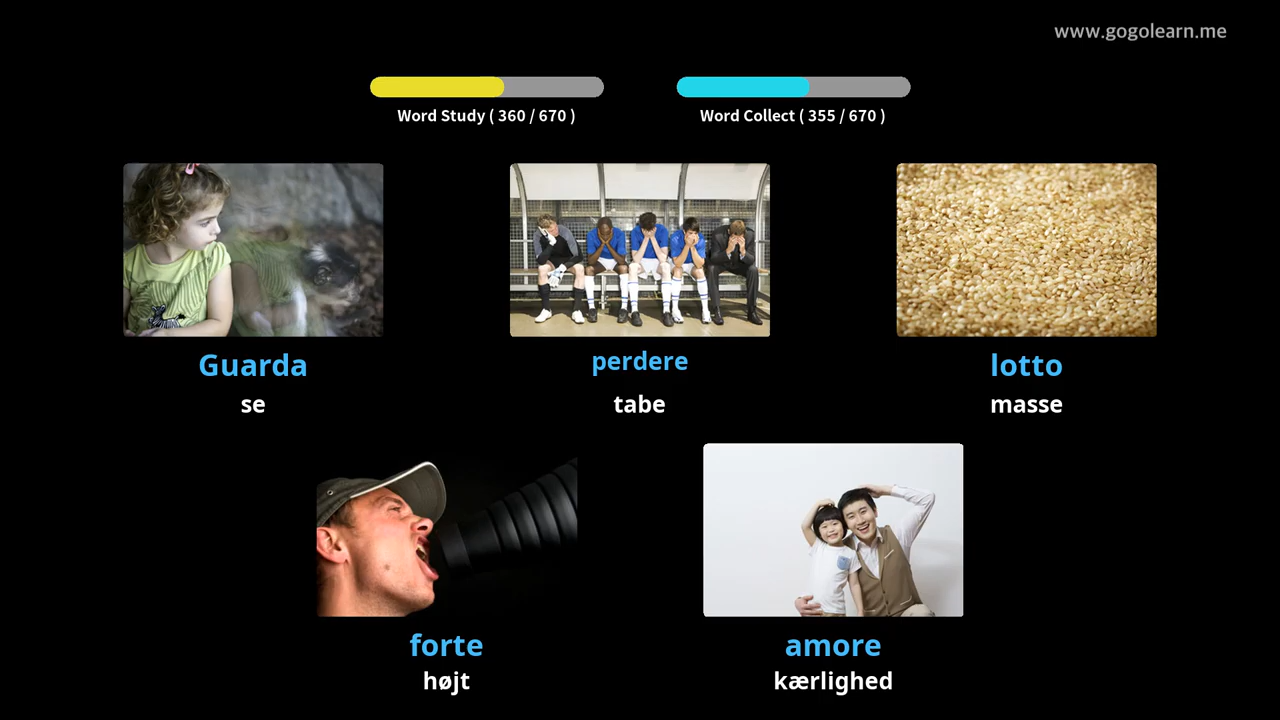 www.gogolearn.me
Word Study ( 360 / 670 )
Word Collect ( 355 / 670 )
Guarda
se
perdere
tabe
lotto
masse
forte
højt
amore
kærlighed